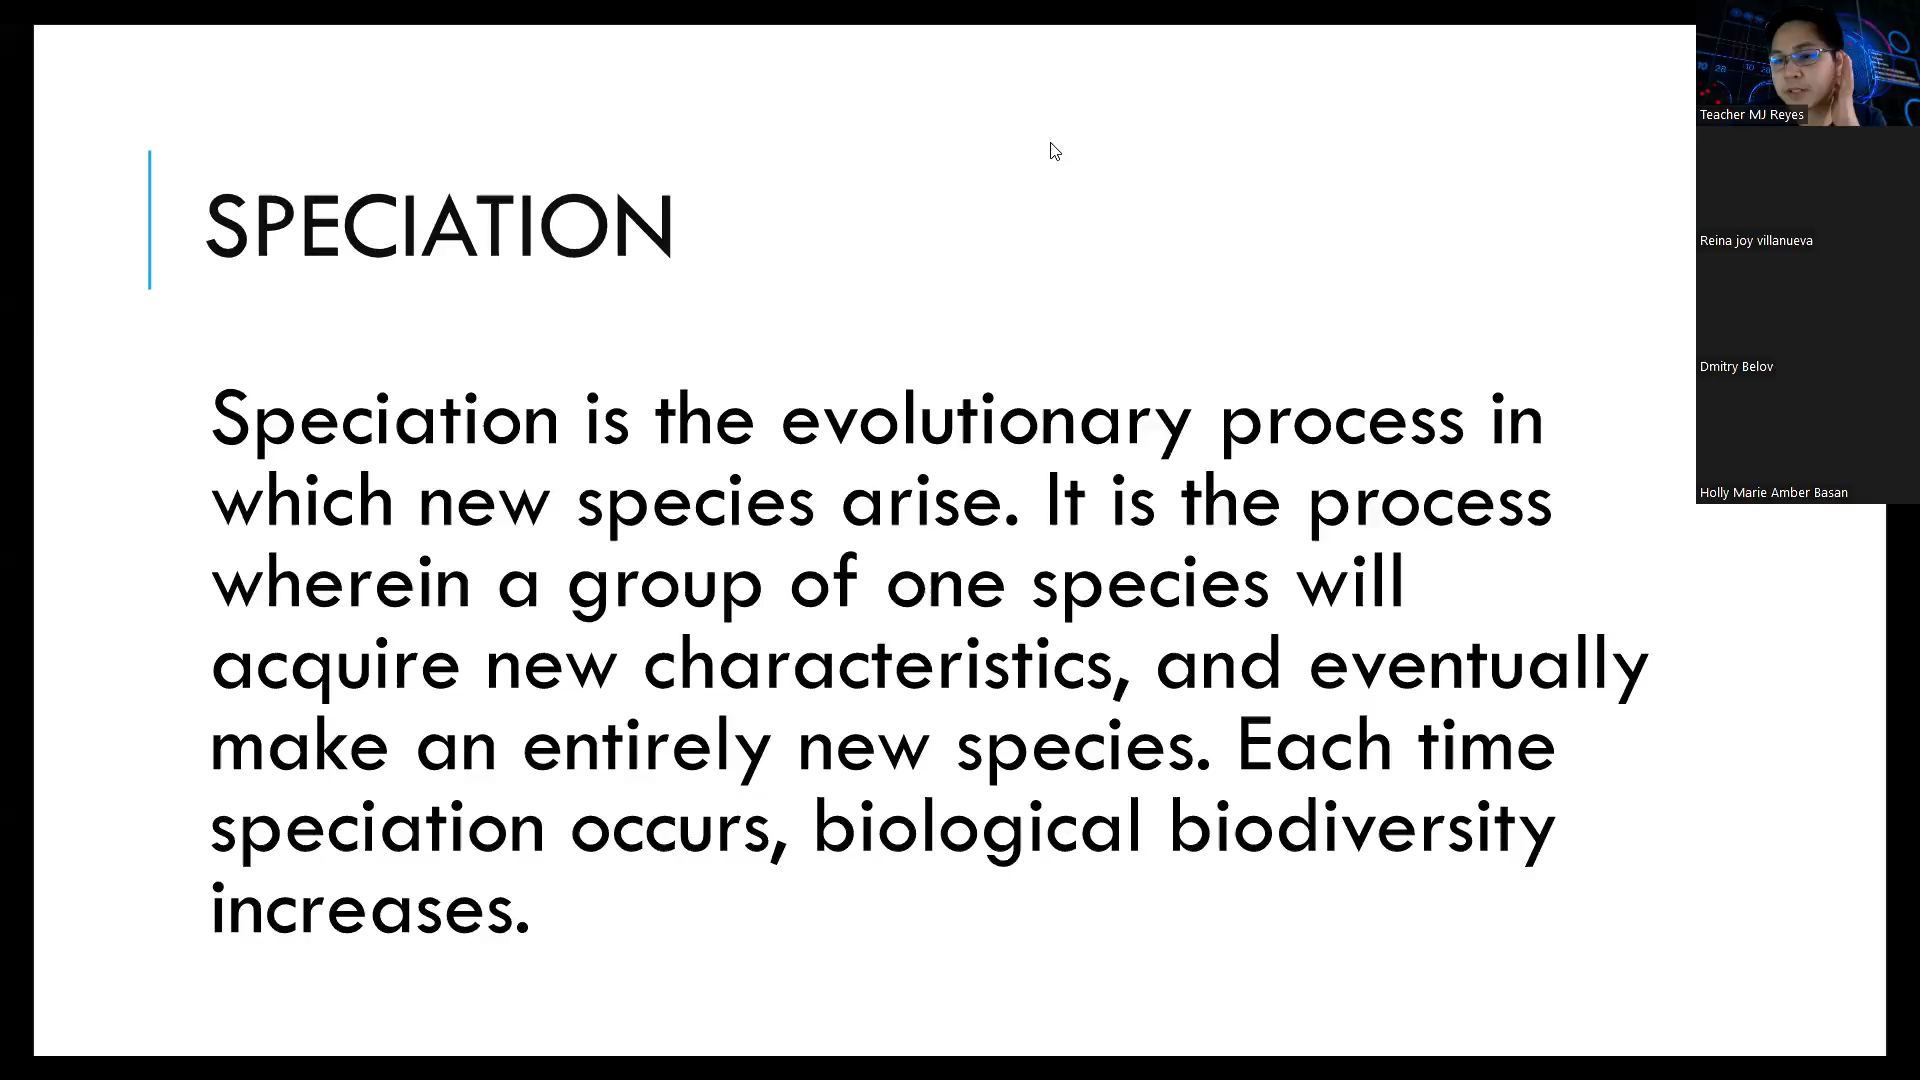 SPECIATION
Speciation is the evolutionary process in
which new species arise. It is the process
wherein a group of one species will
acquire new characteristics, and eventually
make an entirely new species. Each time
speciation occurs, biological biodiversity
increases.
Teacher MJ Reyes
Reina joy villanueva
Dmitry Belov
Holly Marie Amber Basan